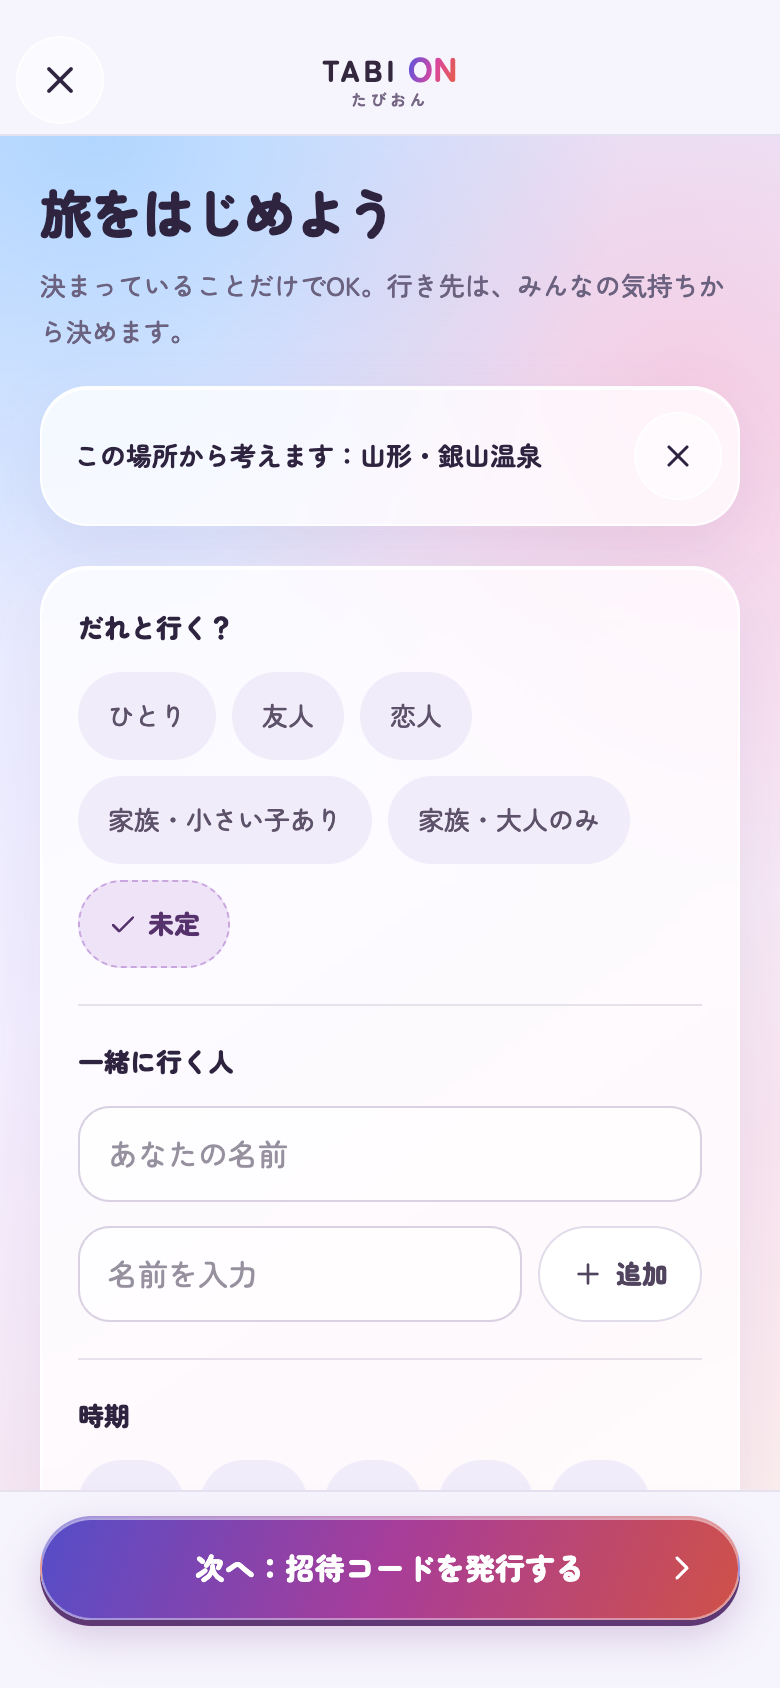 TABI ON
たびおん
旅をはじめよう
決まっていることだけでOK。行き先は、みんなの気持ちか
ら決めます。
この場所から考えます：山形・銀山温泉
だれと行く？
ひとり
友人
恋人
家族・小さい子あり
家族・大人のみ
未定
一緒に行く人
あなたの名前
名前を入力
追加
時期
次へ：招待コードを発行する